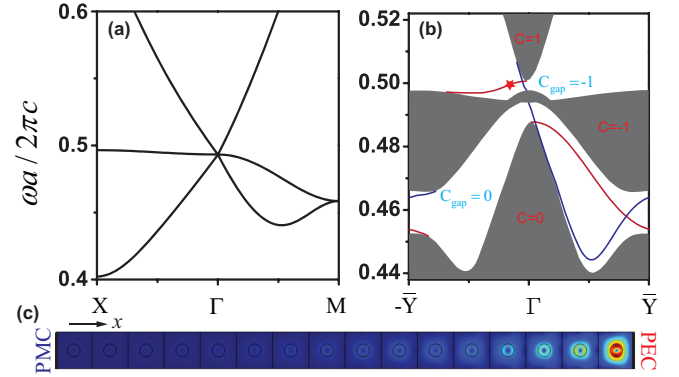 0.6
(a)
0.5
0.4
ωa / 2πc
X Γ M
0.52
(b)
C=1
0.50
C_gap = -1
C=-1
0.48
C_gap = 0
0.46
C=0
0.44
-Ȳ Γ̄ Ȳ
(c)
x
PMC
PEC